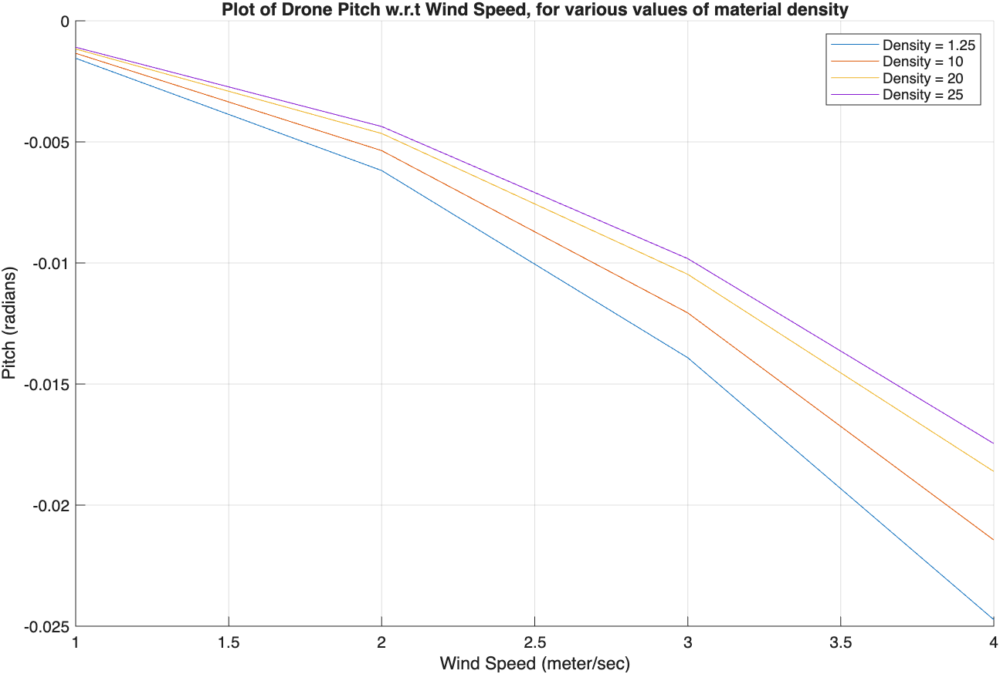 Plot of Drone Pitch w.r.t Wind Speed, for various values of material density
Density = 1.25
Density = 10
Density = 20
Density = 25
Pitch (radians)
0
-0.005
-0.01
-0.015
-0.02
-0.025
1
1.5
2
2.5
3
3.5
4
Wind Speed (meter/sec)